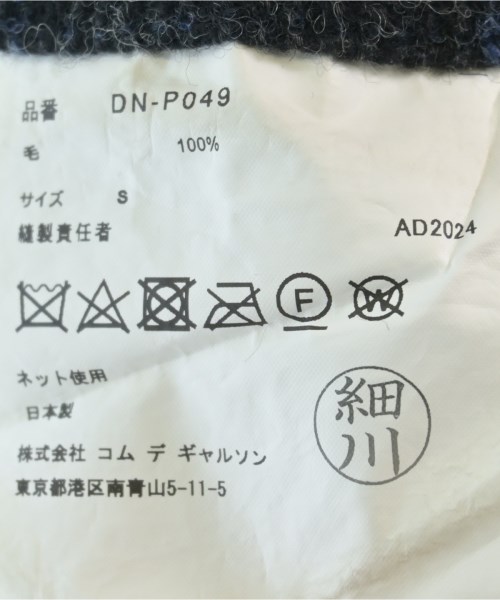 品番 DN-P049
毛 100%
サイズ S
縫製責任者
AD2024
F W
ネット使用
日本製
細川
株式会社 コム デ ギャルソン
東京都港区南青山5-11-5